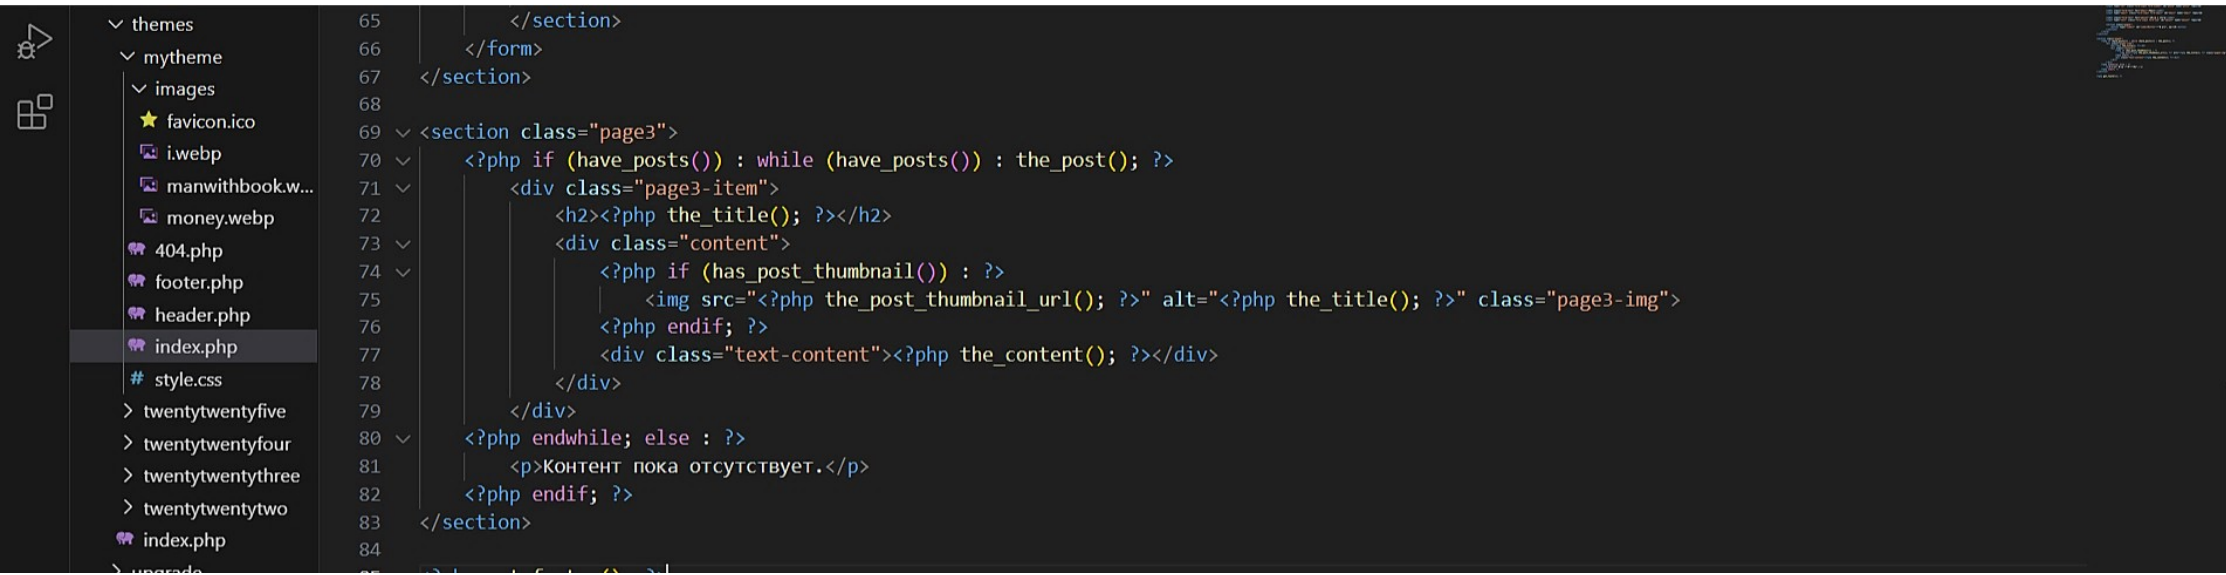 themes
mytheme
images
favicon.ico
i.webp
manwithbook.w...
money.webp
404.php
footer.php
header.php
index.php
# style.css
twentytwentyfive
twentytwentyfour
twentytwentythree
twentytwentytwo
index.php
65 </section>
66 </form>
67 </section>
68
69 <section class="page3">
70 <?php if (have_posts()) : while (have_posts()) : the_post(); ?>
71 <div class="page3-item">
72 <h2><?php the_title(); ?></h2>
73 <div class="content">
74 <?php if (has_post_thumbnail()) : ?>
75 <img src="<?php the_post_thumbnail_url(); ?>" alt="<?php the_title(); ?>" class="page3-img">
76 <?php endif; ?>
77 <div class="text-content"><?php the_content(); ?></div>
78 </div>
79 </div>
80 <?php endwhile; else : ?>
81 <p>Контент пока отсутствует.</p>
82 <?php endif; ?>
83 </section>
84